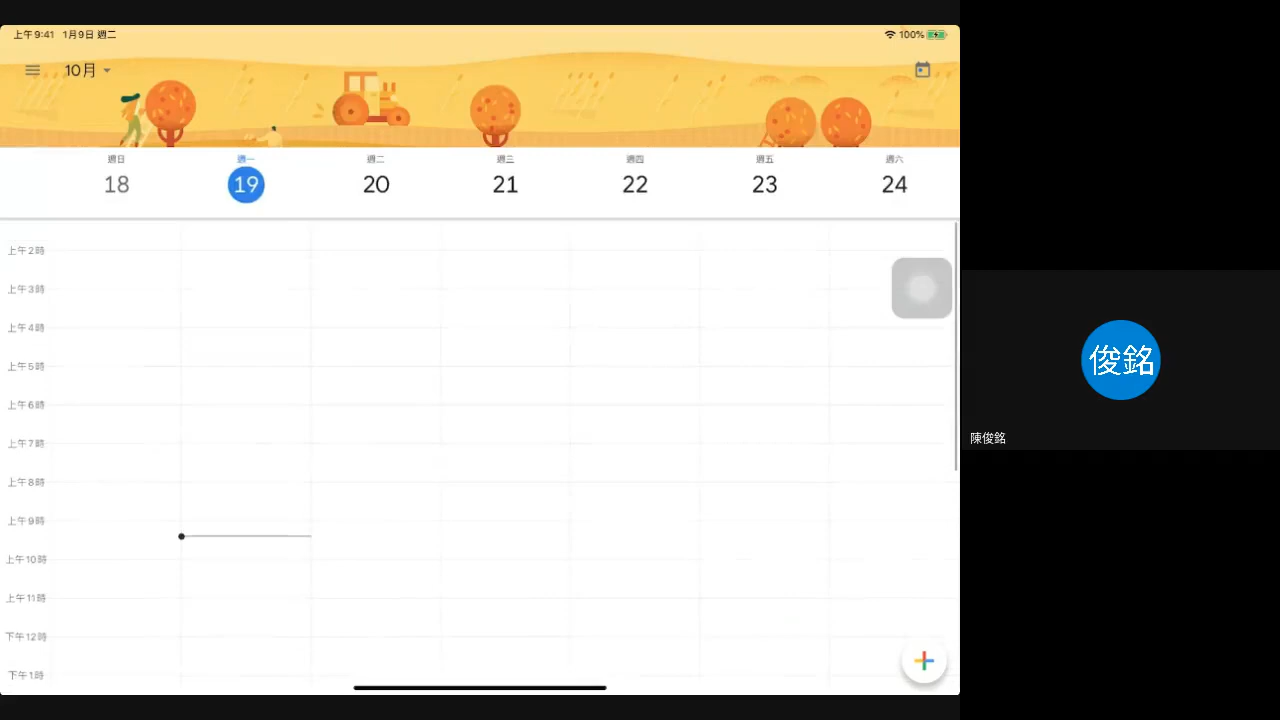 上午9:41 1月9日 週二
100%
10月
週日 週一 週二 週三 週四 週五 週六
18 19 20 21 22 23 24
上午2時
上午3時
上午4時
上午5時
上午6時
上午7時
上午8時
上午9時
上午10時
上午11時
下午12時
下午1時
俊銘
陳俊銘